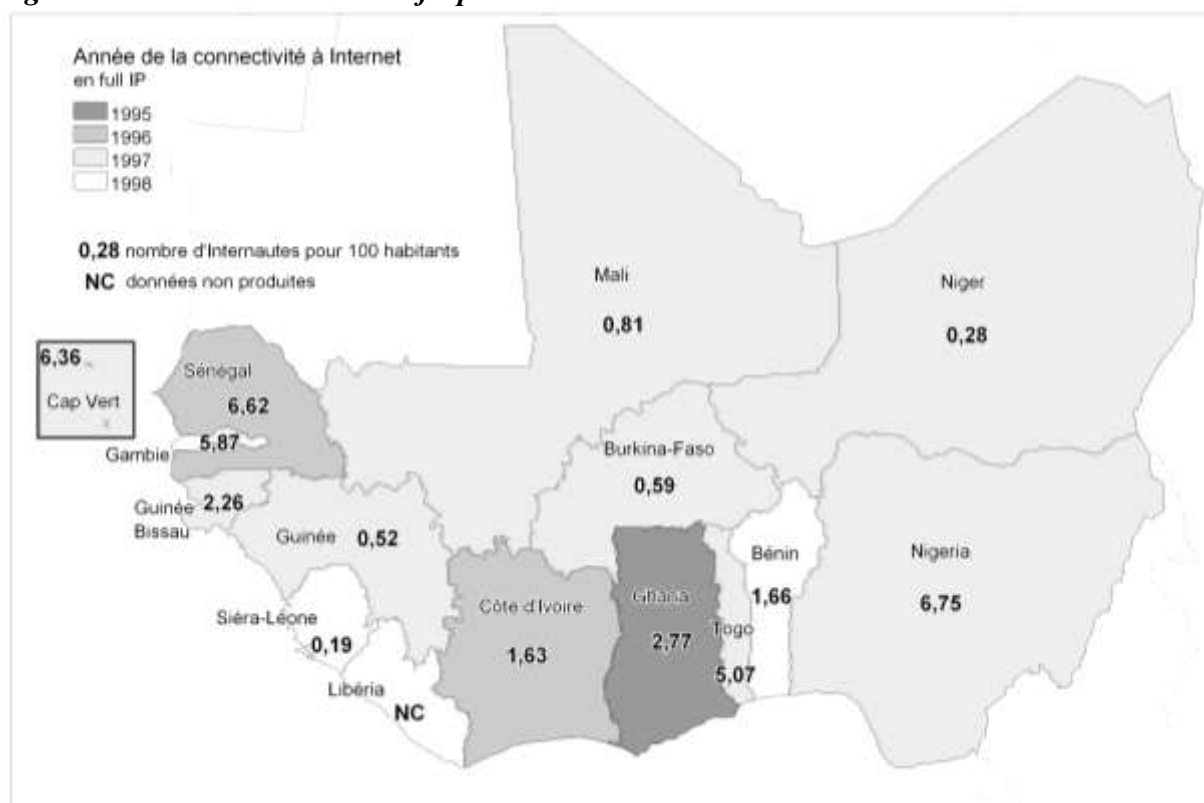 Année de la connectivité à Internet
en full IP
1995
1996
1997
1998
0,28 nombre d'Internautes pour 100 habitants
NC données non produites
Mali
0,81
Niger
0,28
6,36
Cap Vert
Sénégal
6,62
5,87
Gambie
Burkina-Faso
0,59
2,26
Guinée
Bissau
Guinée 0,52
Bénin
1,66
Nigeria
6,75
Siéra-Léone
0,19
Côte d'Ivoire
1,63
Ghana
2,77
Togo
5,07
Libéria
NC